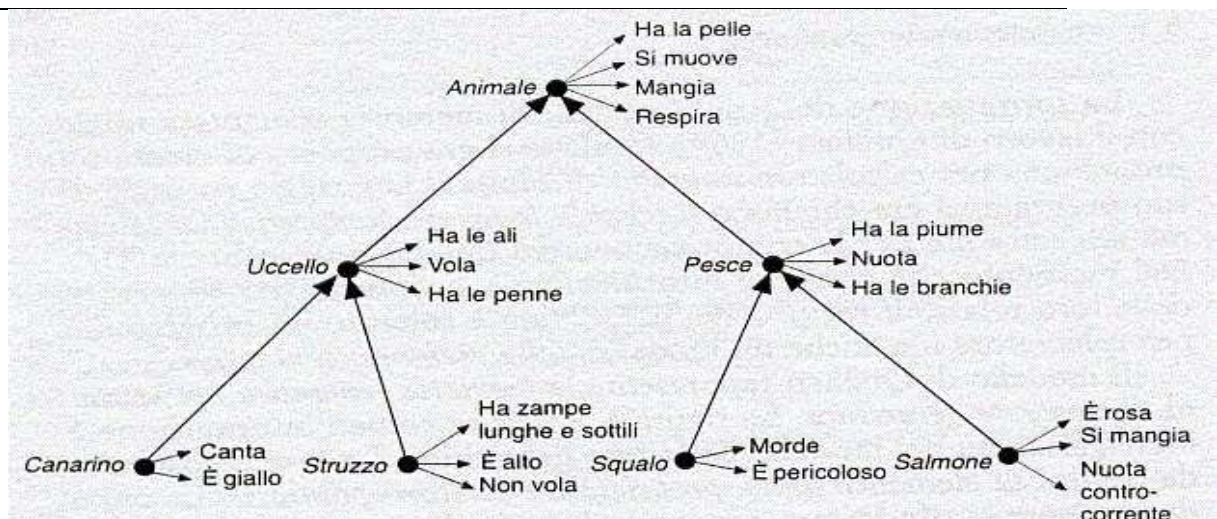 Ha la pelle
Si muove
Animale
Mangia
Respira
Ha le ali
Uccello
Vola
Ha le penne
Ha la piume
Pesce
Nuota
Ha le branchie
Canarino
Canta
È giallo
Struzzo
Ha zampe
lunghe e sottili
È alto
Non vola
Squalo
Morde
È pericoloso
Salmone
È rosa
Si mangia
Nuota
contro-
corrente